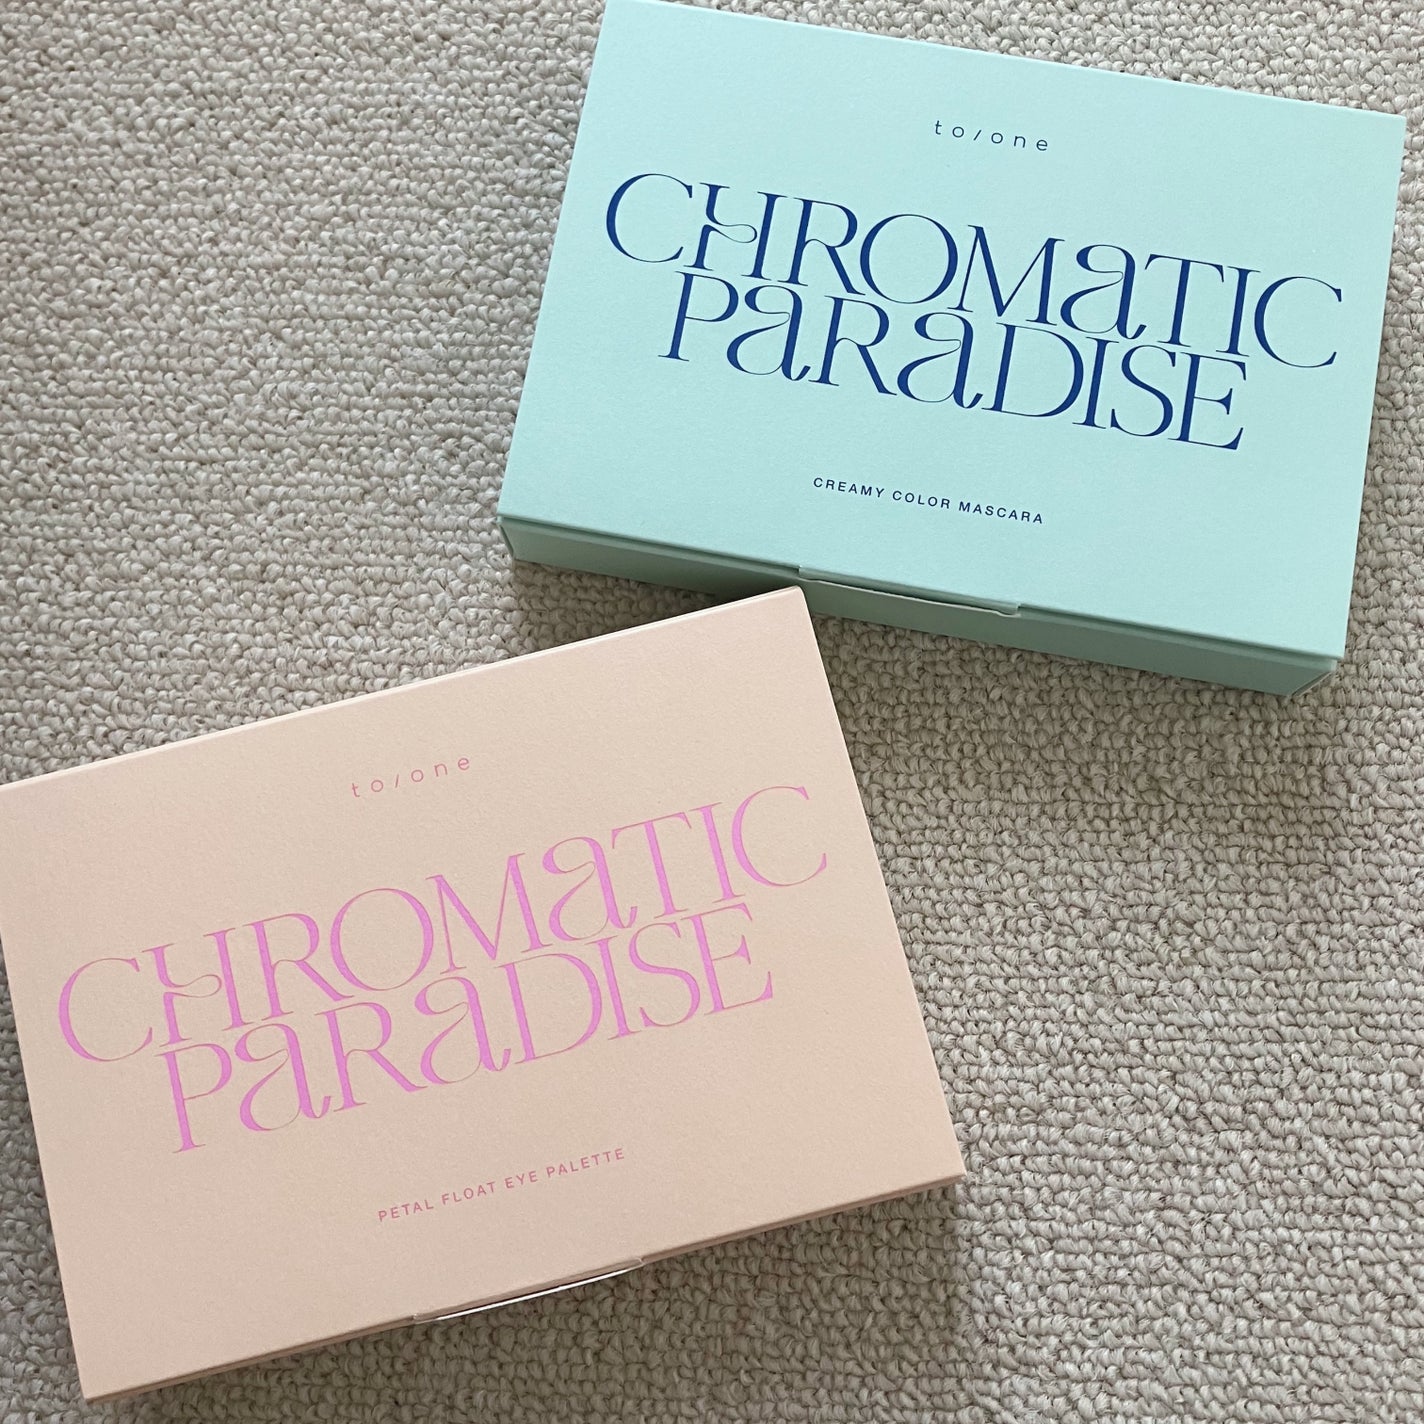 to/one
CHROMaTIC
PaRaDISE
CREAMY COLOR MASCARA
to/one
CHROMaTIC
PaRaDISE
PETAL FLOAT EYE PALETTE